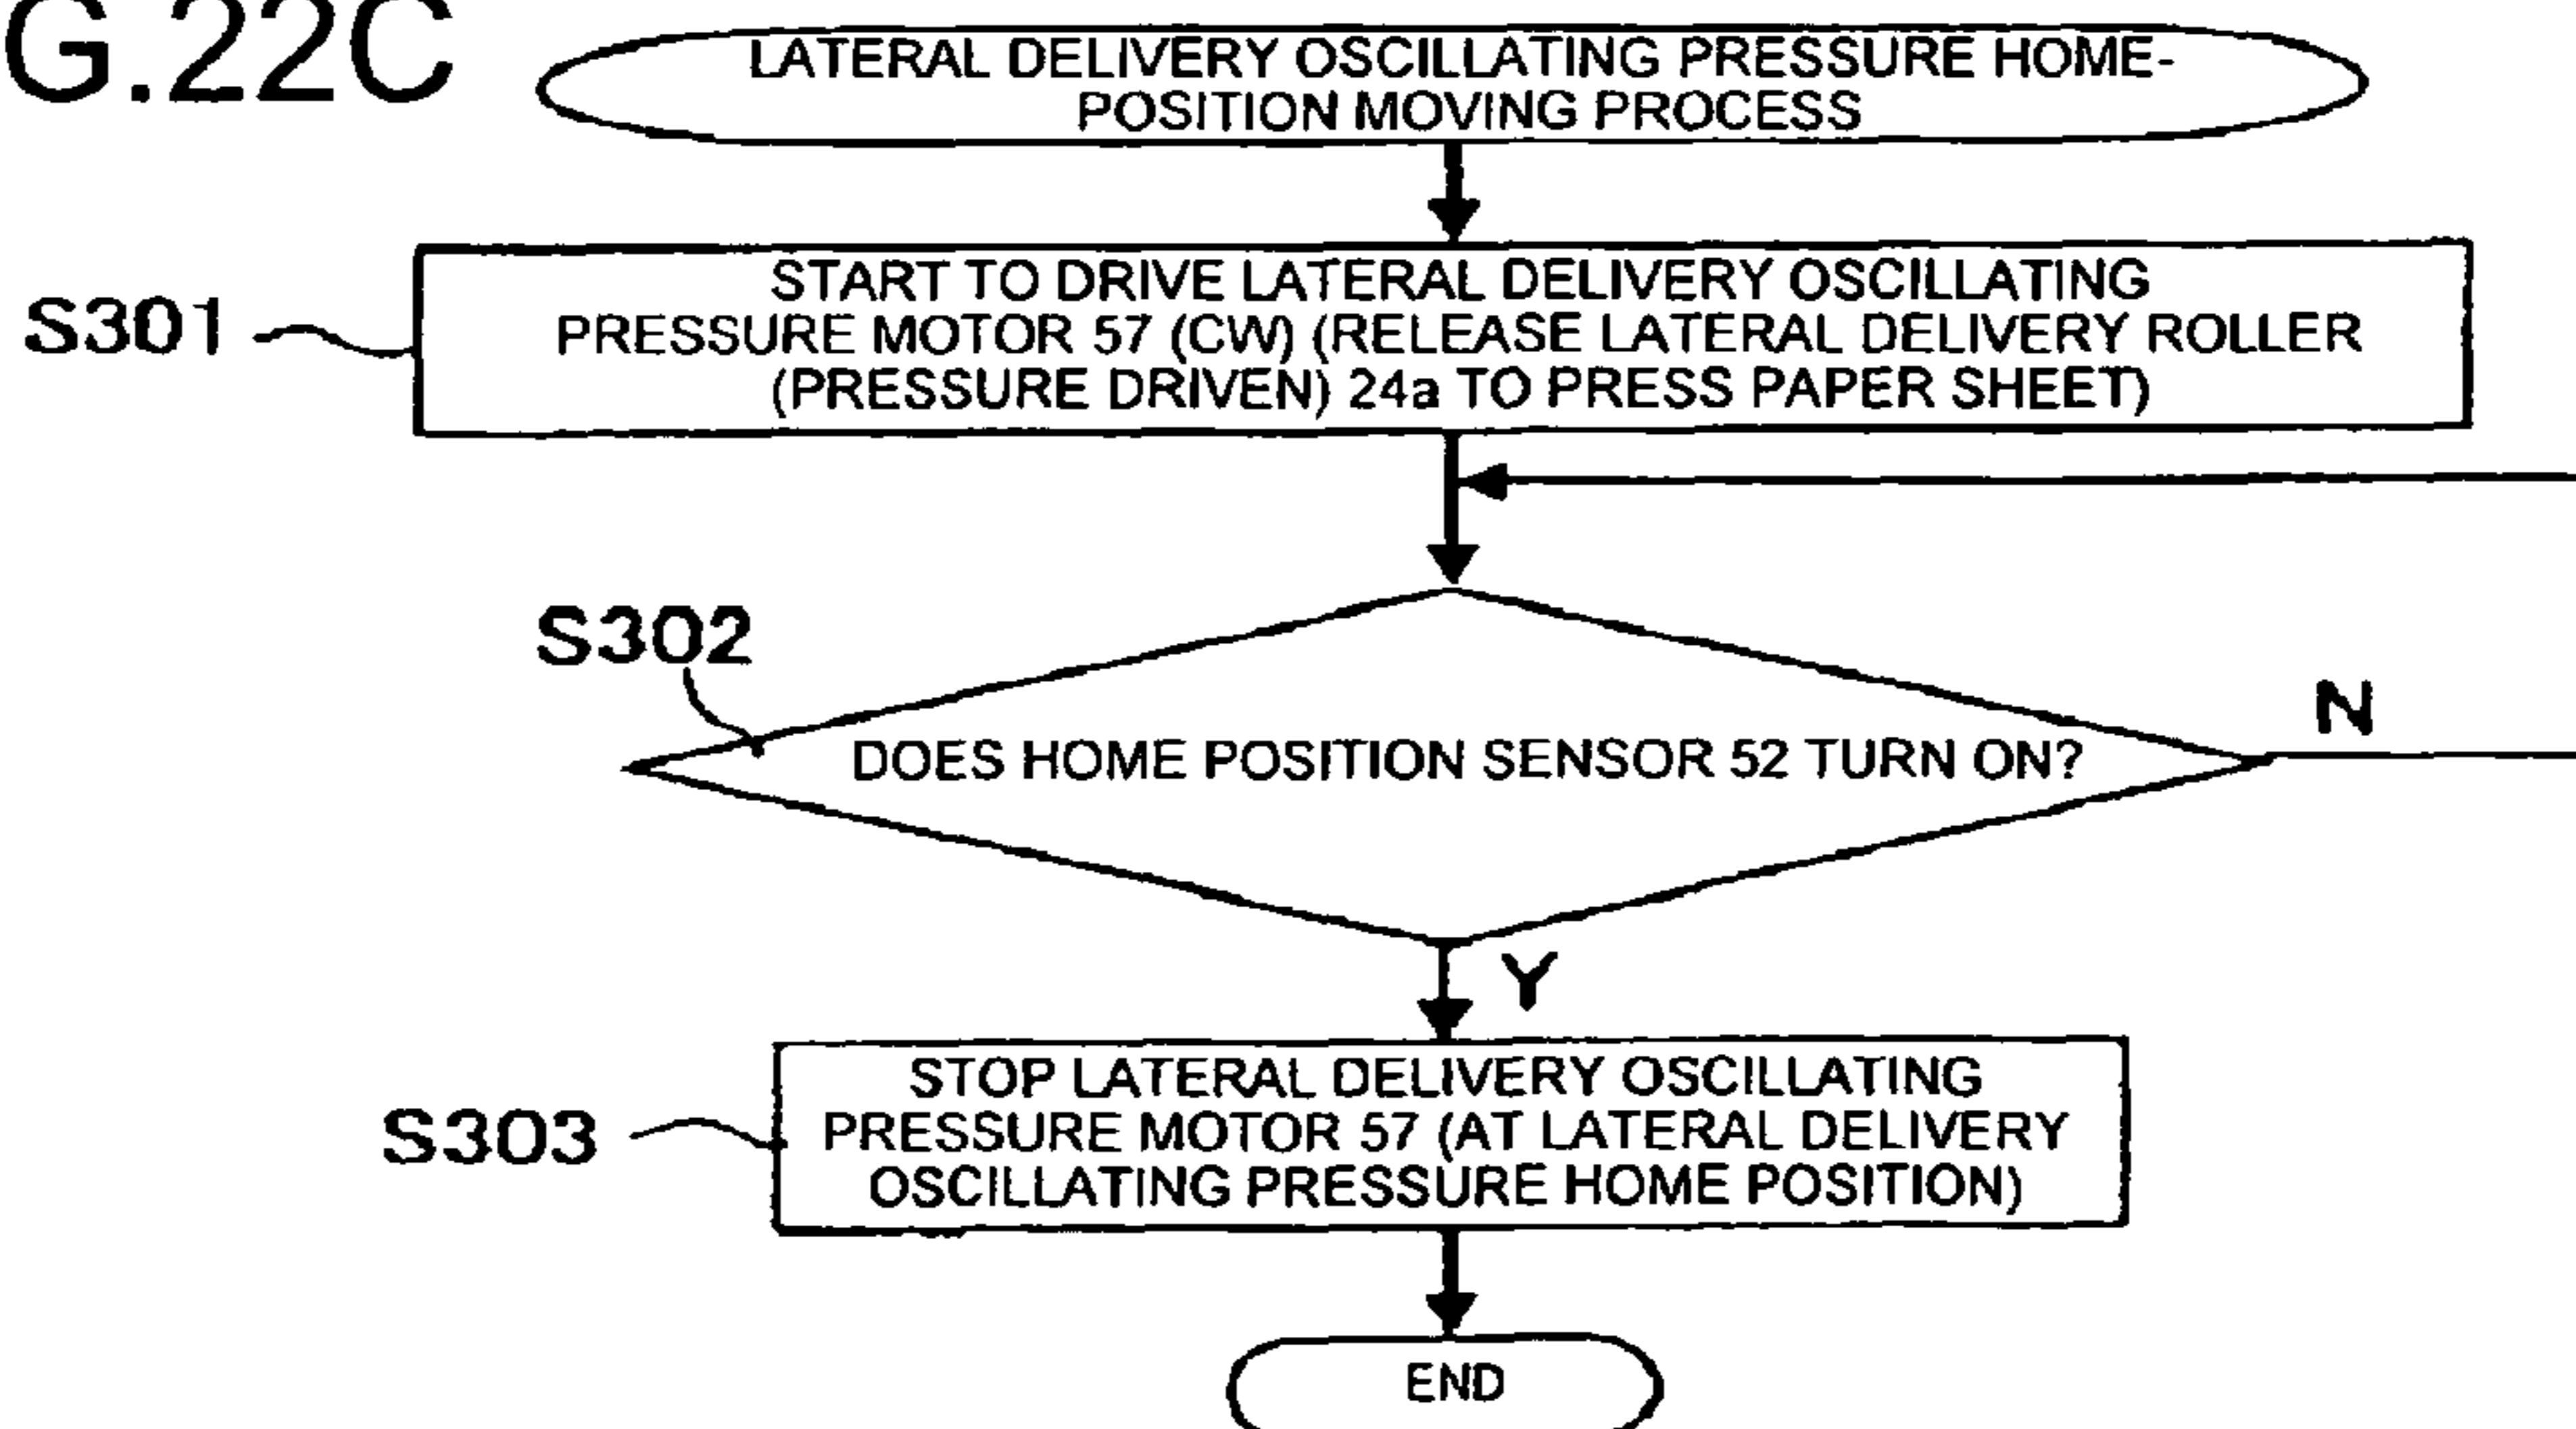 G.22C
LATERAL DELIVERY OSCILLATING PRESSURE HOME-
POSITION MOVING PROCESS
S301
START TO DRIVE LATERAL DELIVERY OSCILLATING
PRESSURE MOTOR 57 (CW) (RELEASE LATERAL DELIVERY ROLLER
(PRESSURE DRIVEN) 24a TO PRESS PAPER SHEET)
S302
DOES HOME POSITION SENSOR 52 TURN ON?
N
Y
S303
STOP LATERAL DELIVERY OSCILLATING
PRESSURE MOTOR 57 (AT LATERAL DELIVERY
OSCILLATING PRESSURE HOME POSITION)
END